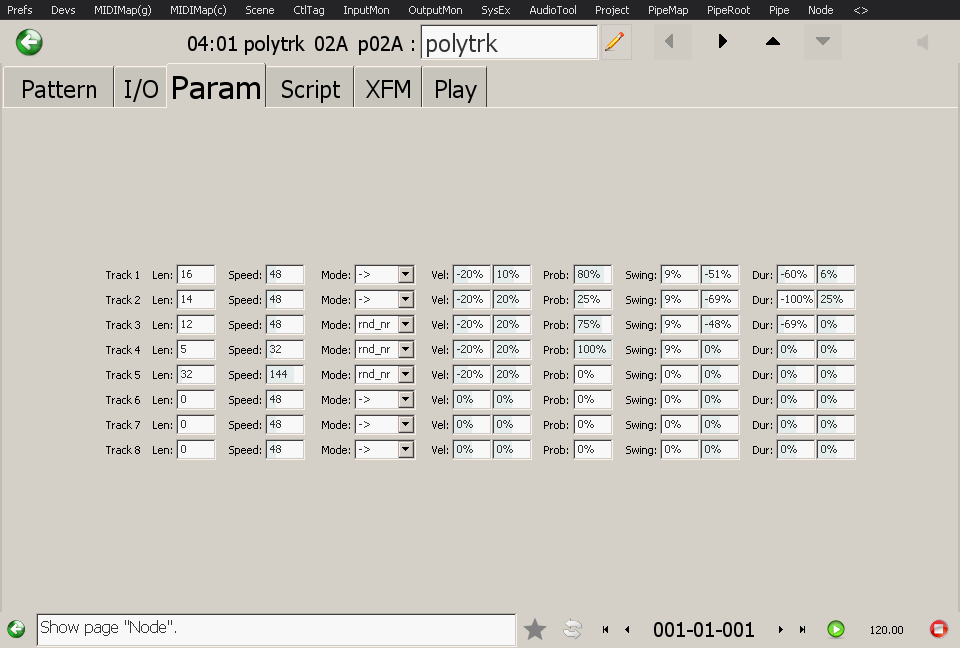 Prefs Devs MIDIMap(g) MIDIMap(c) Scene CtlTag InputMon OutputMon SysEx AudioTool Project PipeMap PipeRoot Pipe Node <>
04:01 polytrk 02A p02A : polytrk
Pattern I/O Param Script XFM Play
Track 1 Len: 16 Speed: 48 Mode: -> Vel: -20% 10% Prob: 80% Swing: 9% -51% Dur: -60% 6%
Track 2 Len: 14 Speed: 48 Mode: -> Vel: -20% 20% Prob: 25% Swing: 9% -69% Dur: -100% 25%
Track 3 Len: 12 Speed: 48 Mode: rnd_nr Vel: -20% 20% Prob: 75% Swing: 9% -48% Dur: -69% 0%
Track 4 Len: 5 Speed: 32 Mode: rnd_nr Vel: -20% 20% Prob: 100% Swing: 9% 0% Dur: 0% 0%
Track 5 Len: 32 Speed: 144 Mode: rnd_nr Vel: -20% 20% Prob: 0% Swing: 0% 0% Dur: 0% 0%
Track 6 Len: 0 Speed: 48 Mode: -> Vel: 0% 0% Prob: 0% Swing: 0% 0% Dur: 0% 0%
Track 7 Len: 0 Speed: 48 Mode: -> Vel: 0% 0% Prob: 0% Swing: 0% 0% Dur: 0% 0%
Track 8 Len: 0 Speed: 48 Mode: -> Vel: 0% 0% Prob: 0% Swing: 0% 0% Dur: 0% 0%
Show page "Node". 001-01-001 120.00